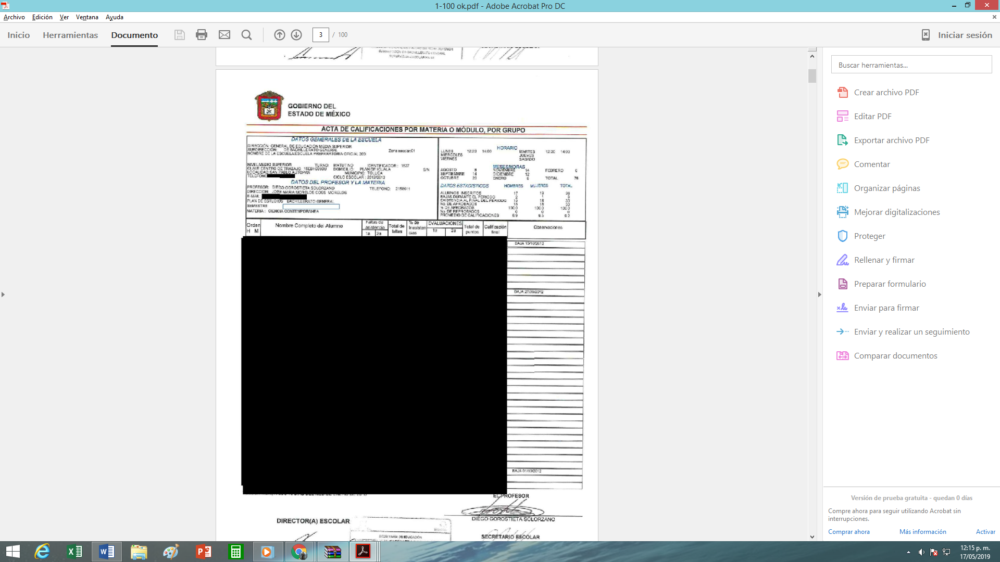 1-100 ok.pdf - Adobe Acrobat Pro DC
Archivo Edición Ver Ventana Ayuda
Inicio Herramientas Documento 3 / 100 Iniciar sesión
SUBDIRECCIÓN DE BACHILLERATO GENERAL
SUPERVISIÓN ESCOLAR
GOBIERNO DEL
ESTADO DE MÉXICO
ACTA DE CALIFICACIONES POR MATERIA O MÓDULO, POR GRUPO
DATOS GENERALES DE LA ESCUELA
DIRECCIÓN: GENERAL DE EDUCACIÓN MEDIA SUPERIOR
SUBDIRECCIÓN: DE BACHILLERATO GENERAL Zona escolar:01
NOMBRE DE LA ESCUELA:ESCUELA PREPARATORIA OFICIAL 200
NIVEL:MEDIO SUPERIOR TURNO: MATUTINO IDENTIFICADOR: 1527
CLAVE CENTRO DE TRABAJO: DOMICILIO: PLAN DE IGUALA S/N
LOCALIDAD:SAN PABLO AUTOPAN MUNICIPIO: TOLUCA
TELEFONO: CICLO ESCOLAR: 2012/2013
DATOS DEL PROFESOR Y LA MATERIA
PROFESOR: DIEGO GOROSTIETA SOLORZANO TELEFONO: 2158611
DIRECCION: JOSE MARIA MORELOS COSS MORELOS
E-MAIL:
PLAN DE ESTUDIOS BACHILLERATO GENERAL
SEMESTRE
MATERIA: CIENCIA CONTEMPORANEA
HORARIO
LUNES 12:20 14:00 MARTES 12:20 14:00
MIERCOLES JUEVES
VIERNES SABADO
MESES/HORAS
AGOSTO 8 NOVIEMBRE 14 FEBRERO 0
SEPTIEMBRE 16 DICIEMBRE 12
OCTUBRE 20 ENERO 6 TOTAL 76
DATOS ESTADÍSTICOS HOMBRES MUJERES TOTAL
ALUMNOS INSCRITOS 17 19 36
BAJAS DURANTE EL PERIODO 2 1 3
EXISTENCIA AL FINAL DEL PERIODO 15 18 33
No. DE APROBADOS 15 18 33
% DE APROBADOS 100.0 100.0 100.0
No. DE REPROBADOS 0 0 0
PROMEDIO DE CALIFICACIONES
Orden Nombre Completo del Alumno Faltas de asistencia Total de faltas % de Inasistencias EVALUACIONES Total de puntos Calificación final Observaciones
H M 1a 2a 1a 2a
BAJA 15/10/2012
BAJA 27/09/2012
BAJA 01/10/2012
EL PROFESOR
DIEGO GOROSTIETA SOLORZANO
DIRECTOR(A) ESCOLAR
SECRETARÍA DE EDUCACIÓN
SECRETARIO ESCOLAR
Buscar herramientas...
Crear archivo PDF
Editar PDF
Exportar archivo PDF
Comentar
Organizar páginas
Mejorar digitalizaciones
Proteger
Rellenar y firmar
Preparar formulario
Enviar para firmar
Enviar y realizar un seguimiento
Comparar documentos
Versión de prueba gratuita - quedan 0 días
Compre ahora para seguir utilizando Acrobat sin
interrupciones.
Comprar ahora Más información Activar
12:15 p. m.
17/05/2019